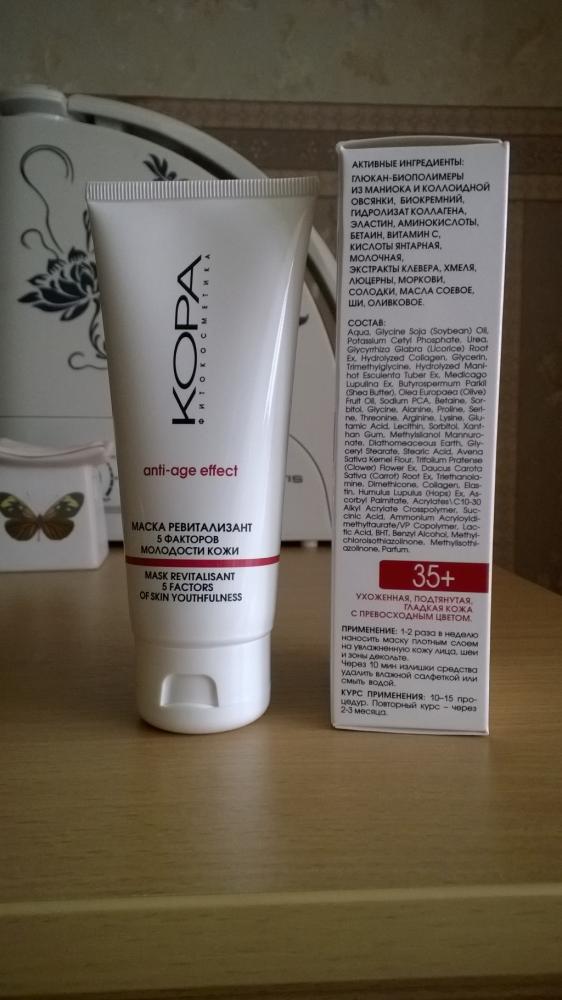 КОРА
ФИТОКОСМЕТИКА
anti-age effect
МАСКА РЕВИТАЛИЗАНТ
5 ФАКТОРОВ
МОЛОДОСТИ КОЖИ
MASK REVITALISANT
5 FACTORS
OF SKIN YOUTHFULNESS
АКТИВНЫЕ ИНГРЕДИЕНТЫ:
ГЛЮКАН-БИОПОЛИМЕРЫ
ИЗ МАНИОКА И КОЛЛОИДНОЙ
ОВСЯНКИ, БИОКРЕМНИЙ,
ГИДРОЛИЗАТ КОЛЛАГЕНА,
ЭЛАСТИН, АМИНОКИСЛОТЫ,
БЕТАИН, ВИТАМИН С,
КИСЛОТЫ ЯНТАРНАЯ,
МОЛОЧНАЯ,
ЭКСТРАКТЫ КЛЕВЕРА, ХМЕЛЯ,
ЛЮЦЕРНЫ, МОРКОВИ,
СОЛОДКИ, МАСЛА СОЕВОЕ,
ШИ, ОЛИВКОВОЕ.
СОСТАВ:
Aqua, Glycine Soja (Soybean) Oil,
Potassium Cetyl Phosphate, Urea,
Glycyrrhiza Glabra (Licorice) Root
Ex, Hydrolyzed Collagen, Glycerin,
Trimethylglycine, Hydrolyzed Mani-
hot Esculenta Tuber Ex, Medicago
Lupulina Ex, Butyrospermum Parkii
(Shea Butter), Olea Europaea (Olive)
Fruit Oil, Sodium PCA, Betaine, Sor-
bitol, Glycine, Alanine, Proline, Seri-
ne, Threonine, Arginine, Lysine, Glu-
tamic Acid, Lecithin, Sorbitol, Xant-
han Gum, Methylsilanol Mannuro-
nate, Diathomaceous Earth, Gly-
ceryl Stearate, Stearic Acid, Avena
Sativa Kernel Flour, Trifolium Pratense
(Clower) Flower Ex, Daucus Carota
Sativa (Carrot) Root Ex, Triethanola-
mine, Dimethicone, Collagen, Elas-
tin, Humulus Lupulus (Hops) Ex, As-
corbyl Palmitate, Acrylates\C10-30
Alkyl Acrylate Crosspolymer, Suc-
cinic Acid, Ammonium Acryloyldi-
methyltaurate/VP Copolymer, Lac-
tic Acid, BHT, Benzyl Alcohol, Methyl-
chloroisothiazolinone, Methylisothi-
azolinone, Parfum.
35+
УХОЖЕННАЯ, ПОДТЯНУТАЯ,
ГЛАДКАЯ КОЖА
С ПРЕВОСХОДНЫМ ЦВЕТОМ.
ПРИМЕНЕНИЕ: 1-2 раза в неделю
наносить маску плотным слоем
на увлажненную кожу лица, шеи
и зоны декольте.
Через 10 мин излишки средства
удалить влажной салфеткой или
смыть водой.
КУРС ПРИМЕНЕНИЯ: 10–15 про-
цедур. Повторный курс – через
2-3 месяца.